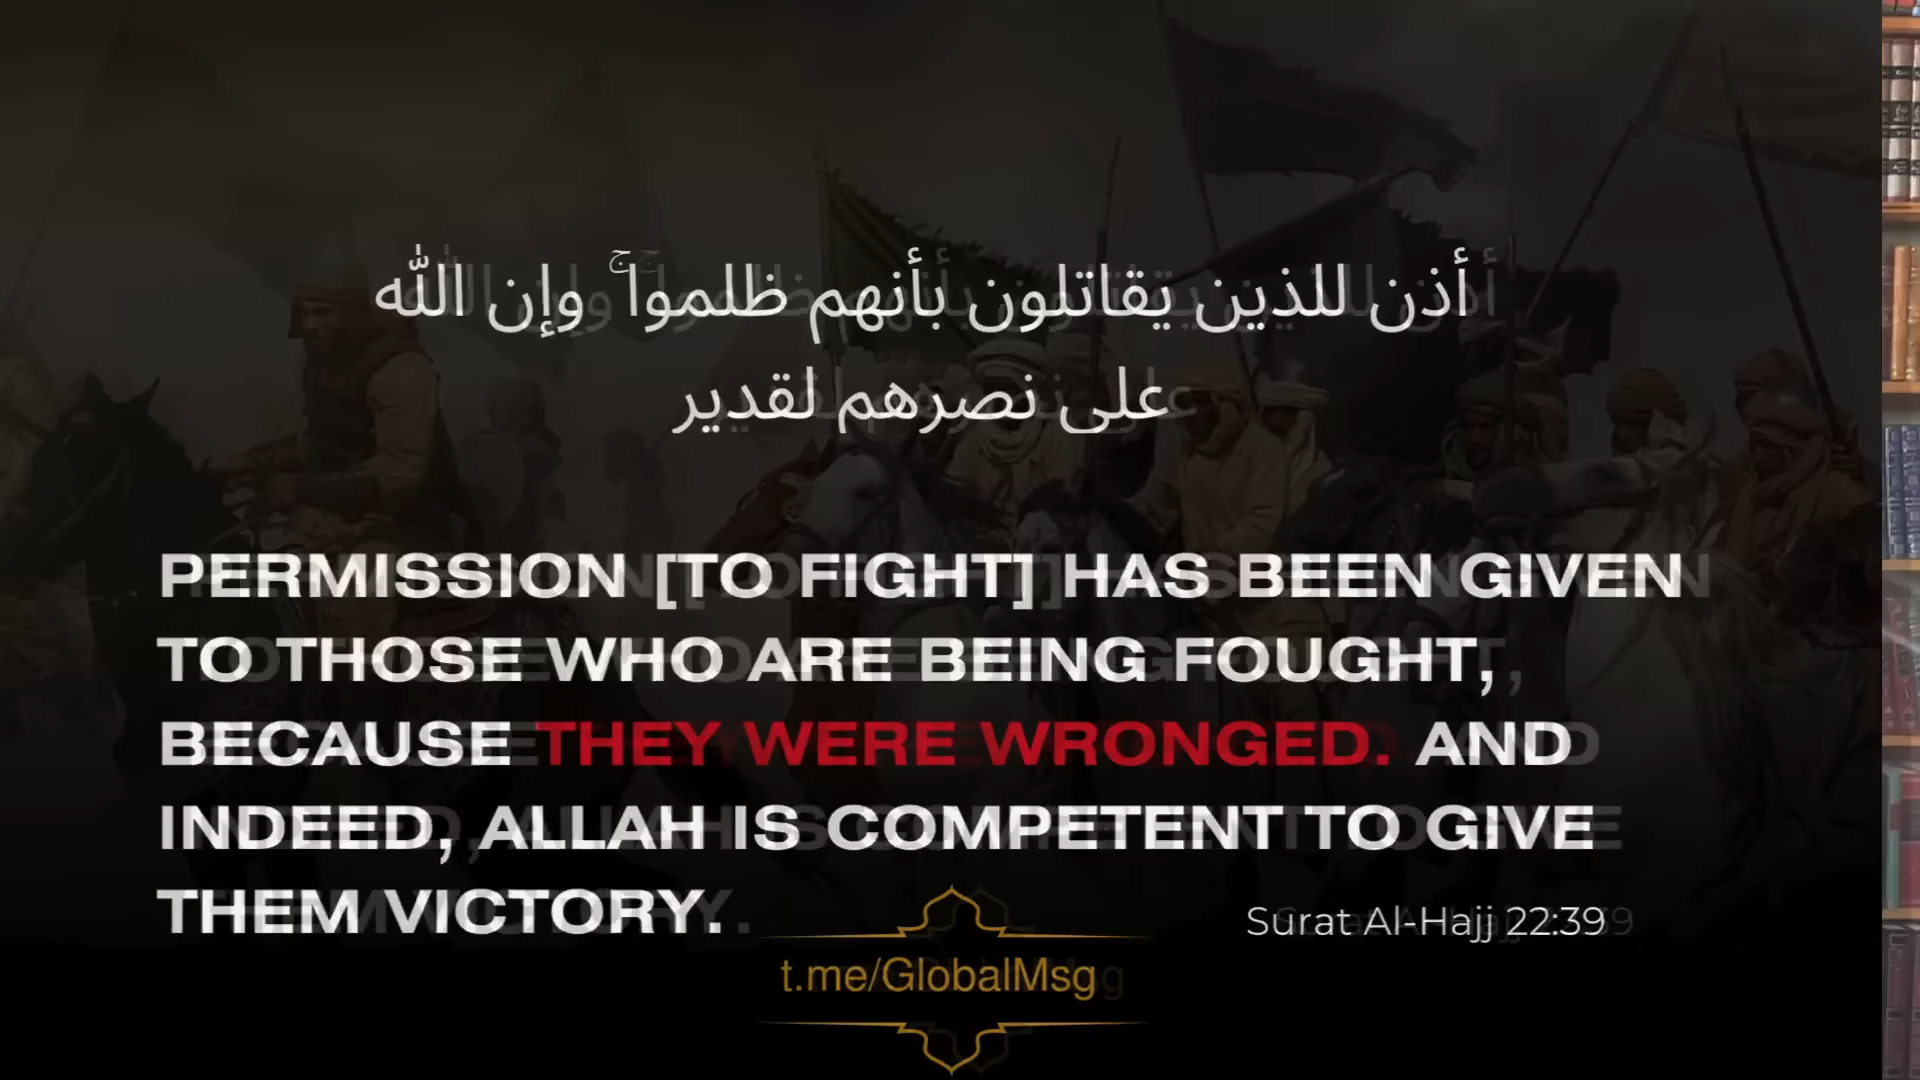 أذن للذين يقاتلون بأنهم ظلموا ۚ وإن الله
على نصرهم لقدير
PERMISSION [TO FIGHT] HAS BEEN GIVEN
TO THOSE WHO ARE BEING FOUGHT,
BECAUSE THEY WERE WRONGED. AND
INDEED, ALLAH IS COMPETENT TO GIVE
THEM VICTORY.
Surat Al-Hajj 22:39
t.me/GlobalMsg